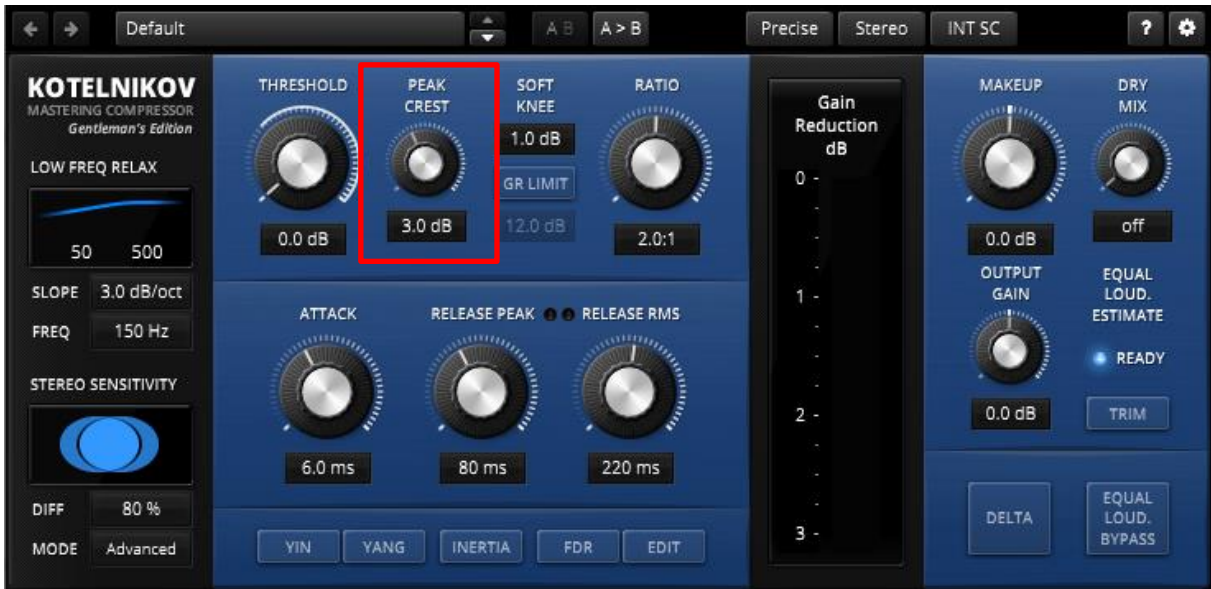 Default
A B
A > B
Precise
Stereo
INT SC
?
KOTELNIKOV
MASTERING COMPRESSOR
Gentleman's Edition
LOW FREQ RELAX
50 500
SLOPE 3.0 dB/oct
FREQ 150 Hz
STEREO SENSITIVITY
DIFF 80 %
MODE Advanced
THRESHOLD
0.0 dB
PEAK
CREST
3.0 dB
SOFT
KNEE
1.0 dB
GR LIMIT
12.0 dB
RATIO
2.0:1
ATTACK
6.0 ms
RELEASE PEAK
80 ms
RELEASE RMS
220 ms
YIN
YANG
INERTIA
FDR
EDIT
Gain
Reduction
dB
0 -
1 -
2 -
3 -
MAKEUP
0.0 dB
DRY
MIX
off
OUTPUT
GAIN
0.0 dB
EQUAL
LOUD.
ESTIMATE
READY
TRIM
DELTA
EQUAL
LOUD.
BYPASS